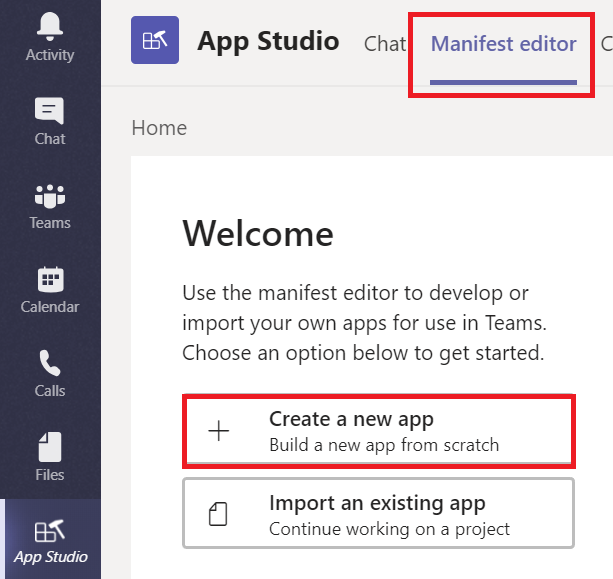 Activity
Chat
Teams
Calendar
Calls
Files
App Studio
App Studio Chat Manifest editor C
Home
Welcome
Use the manifest editor to develop or
import your own apps for use in Teams.
Choose an option below to get started.
Create a new app
Build a new app from scratch
Import an existing app
Continue working on a project